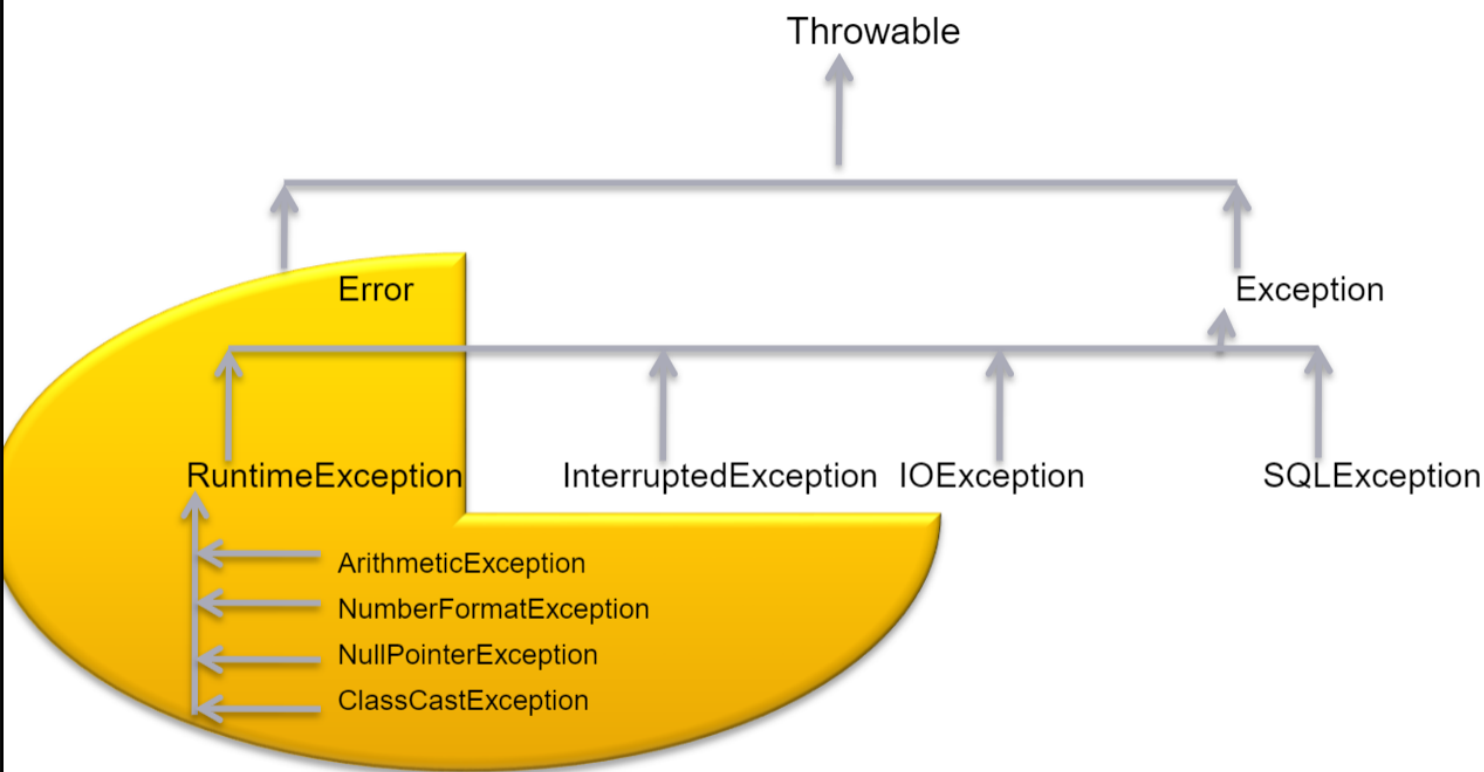 Throwable
Error
Exception
RuntimeException
InterruptedException
IOException
SQLException
ArithmeticException
NumberFormatException
NullPointerException
ClassCastException